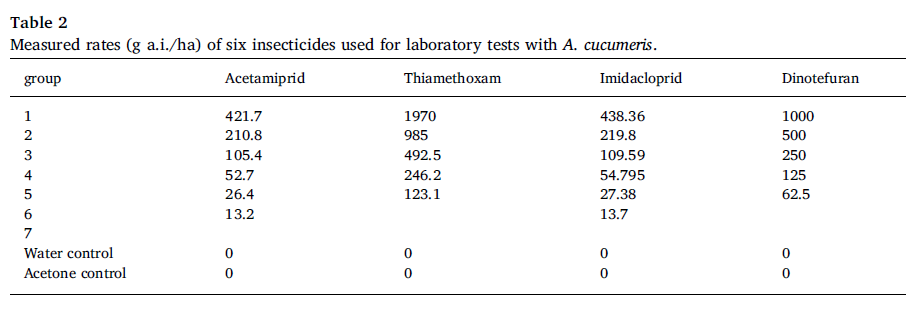 Table 2
Measured rates (g a.i./ha) of six insecticides used for laboratory tests with A. cucumeris.
group Acetamiprid Thiamethoxam Imidacloprid Dinotefuran
1 421.7 1970 438.36 1000
2 210.8 985 219.8 500
3 105.4 492.5 109.59 250
4 52.7 246.2 54.795 125
5 26.4 123.1 27.38 62.5
6 13.2 13.7
7
Water control 0 0 0 0
Acetone control 0 0 0 0